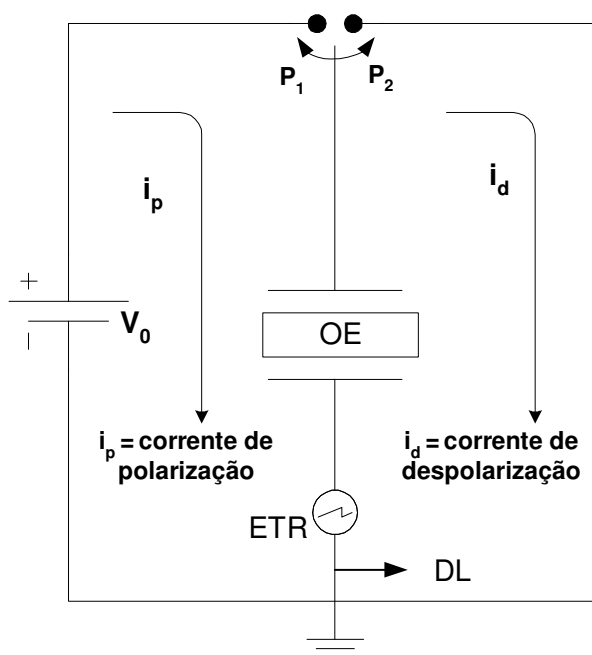 P1
P2
ip
id
+
V0
–
OE
ip = corrente de
polarização
id = corrente de
despolarização
ETR
DL